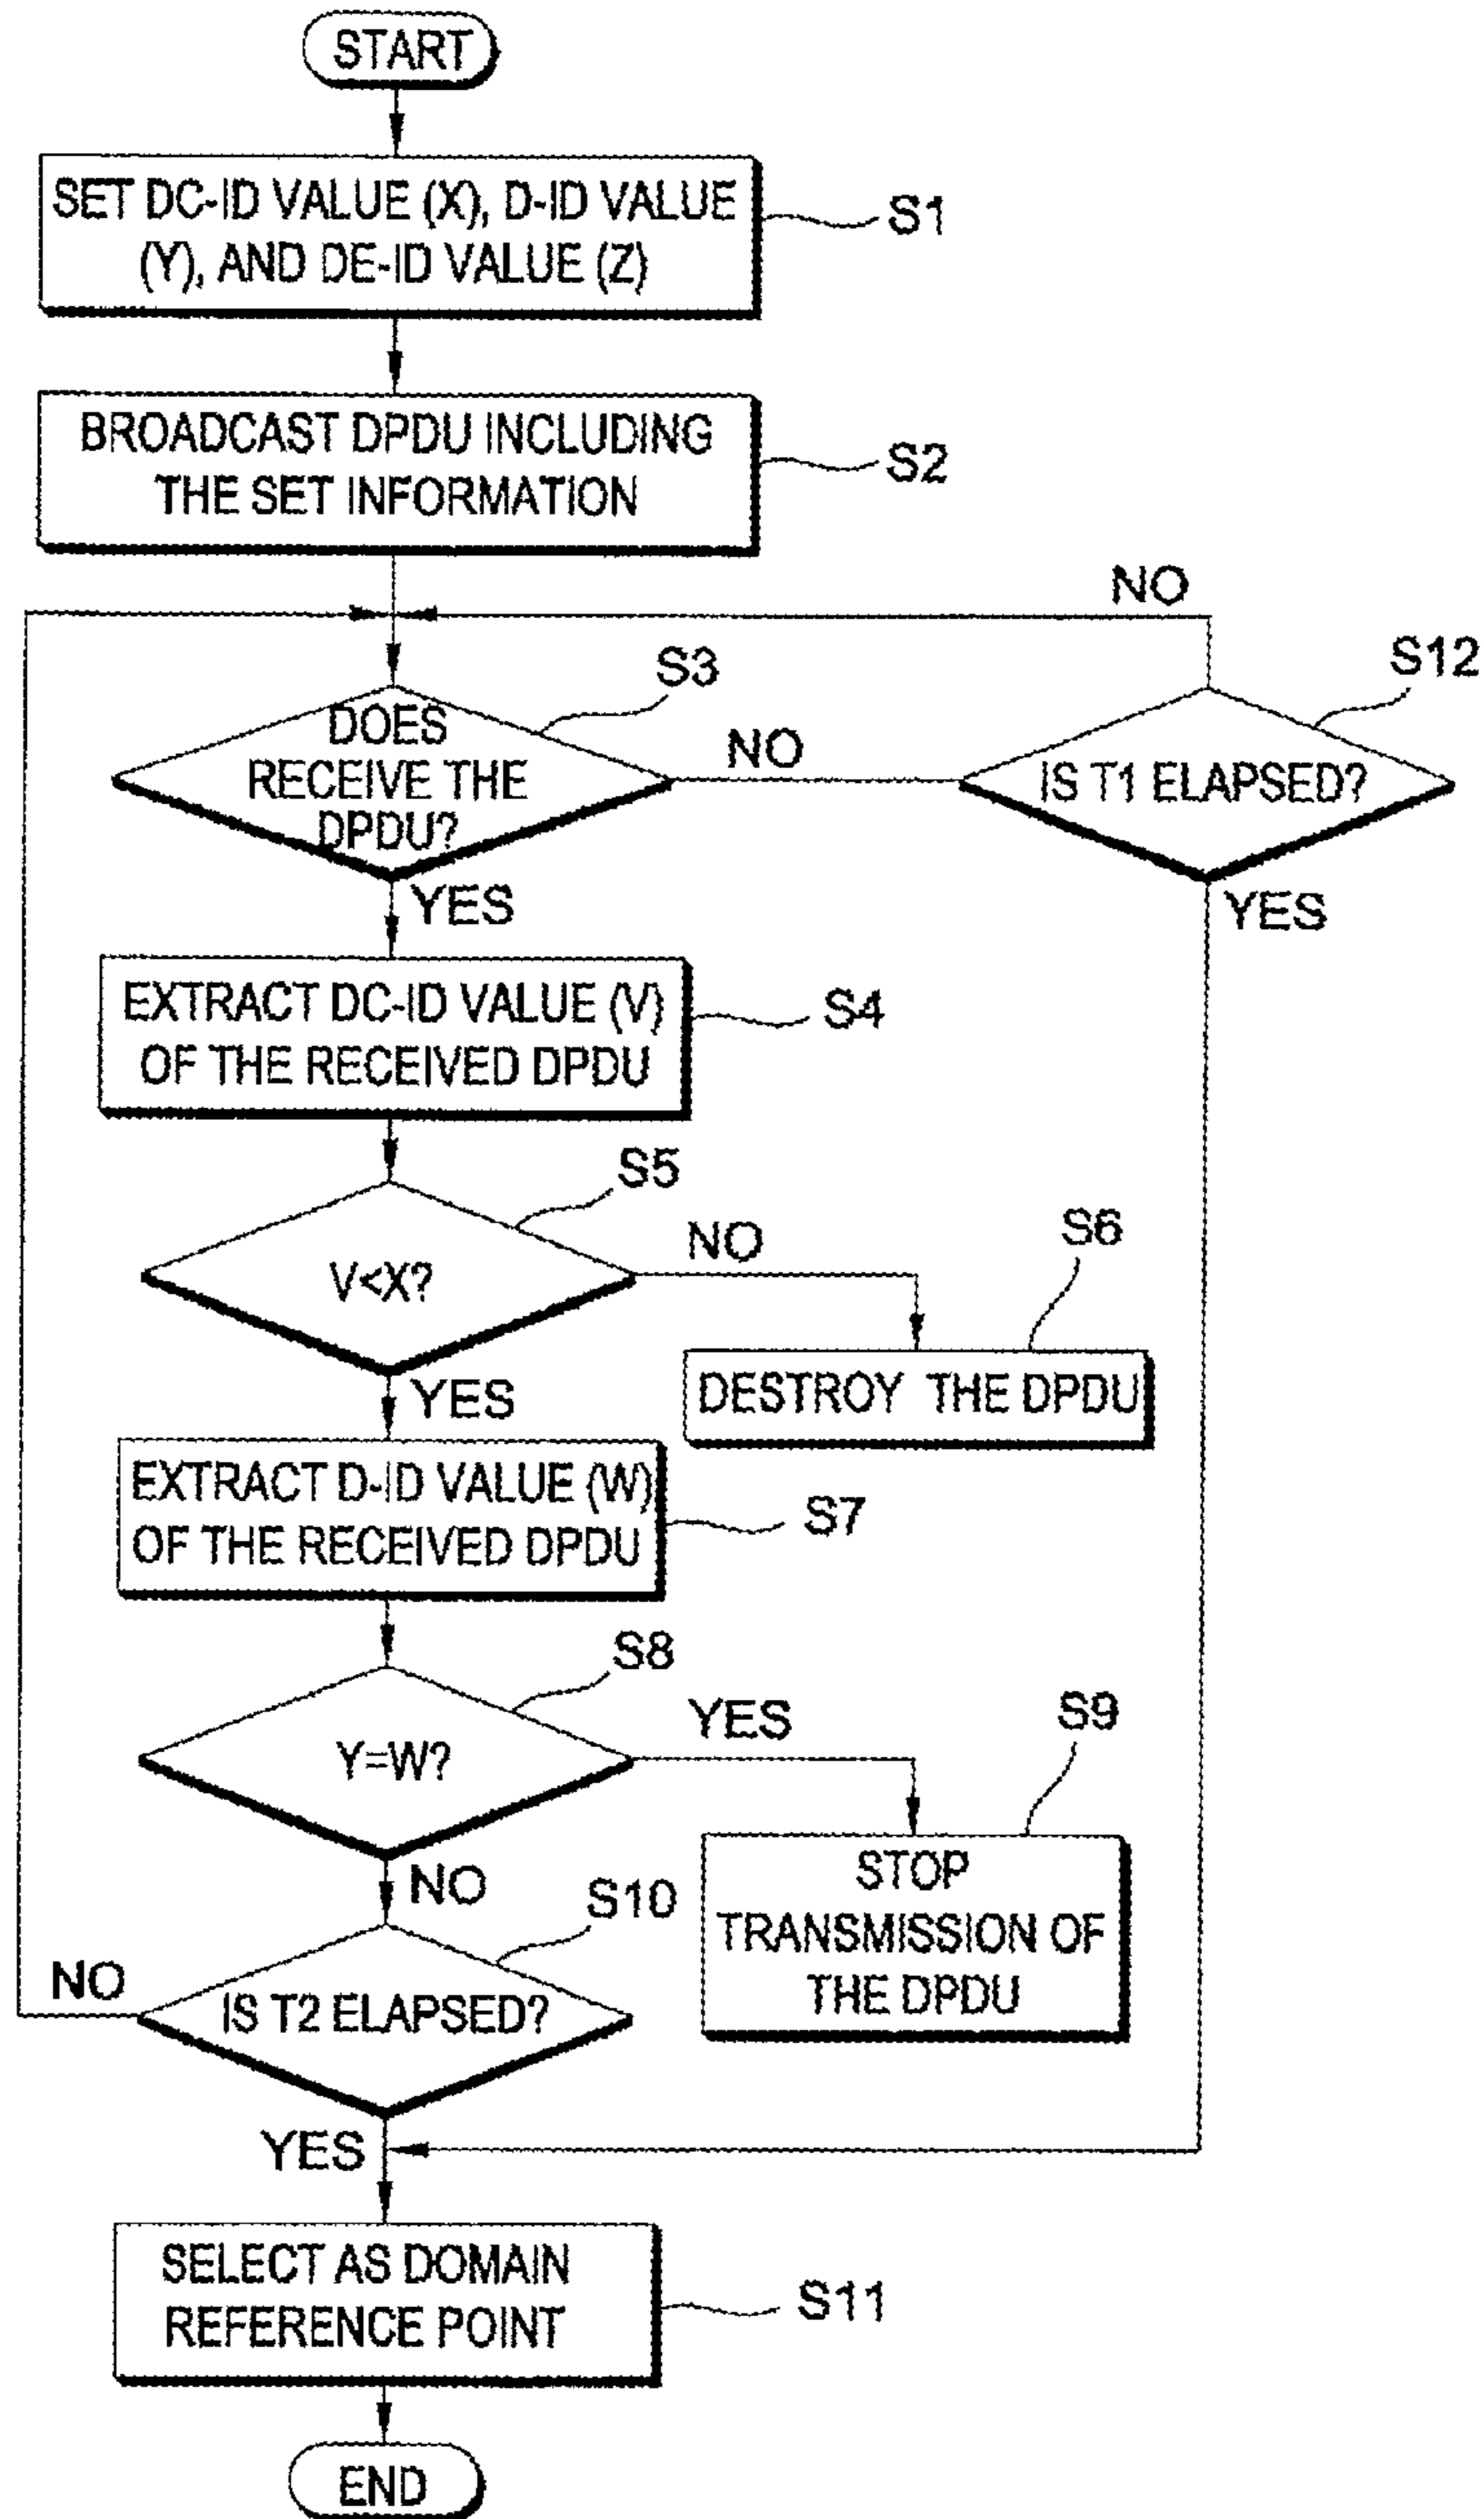 START
SET DC-ID VALUE (X), D-ID VALUE
(Y), AND DE-ID VALUE (Z)
S1
BROADCAST DPDU INCLUDING
THE SET INFORMATION
S2
NO
S3
S12
DOES
RECEIVE THE
DPDU?
NO
IS T1 ELAPSED?
YES
YES
EXTRACT DC-ID VALUE (V)
OF THE RECEIVED DPDU
S4
S5
V<X?
NO
S6
DESTROY THE DPDU
YES
EXTRACT D-ID VALUE (W)
OF THE RECEIVED DPDU
S7
S8
Y=W?
YES
S9
STOP
TRANSMISSION OF
THE DPDU
NO
S10
NO
IS T2 ELAPSED?
YES
SELECT AS DOMAIN
REFERENCE POINT
S11
END